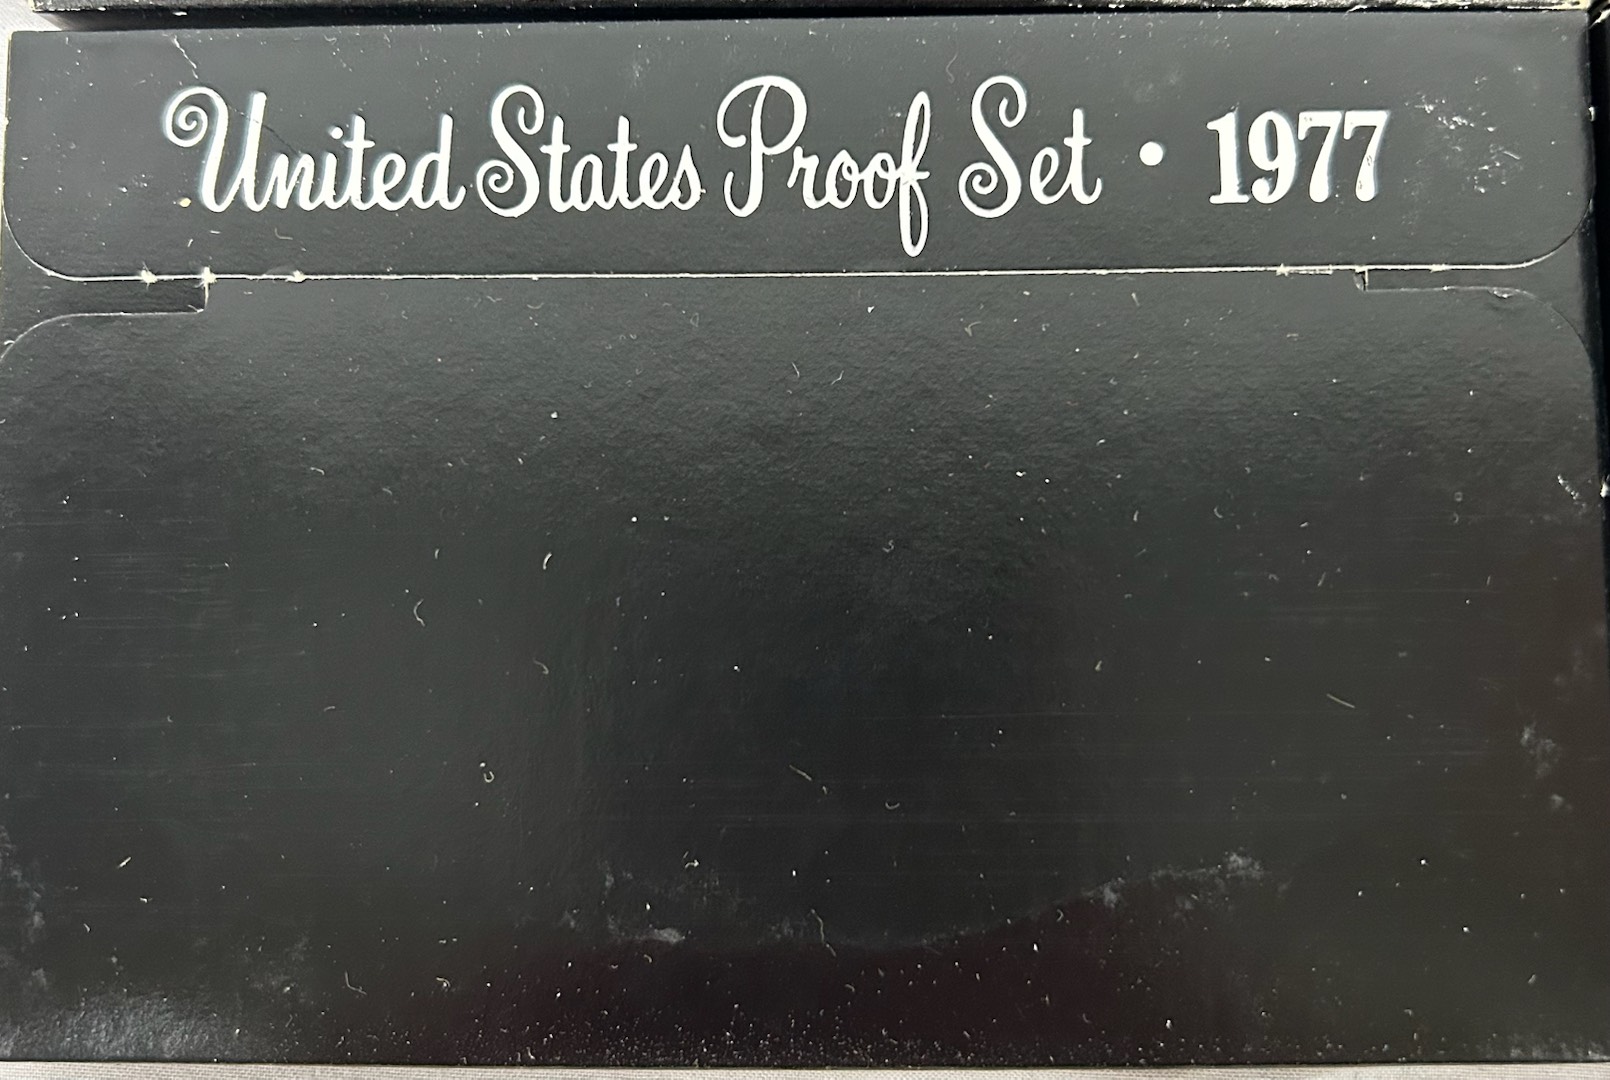 United States Proof Set • 1977